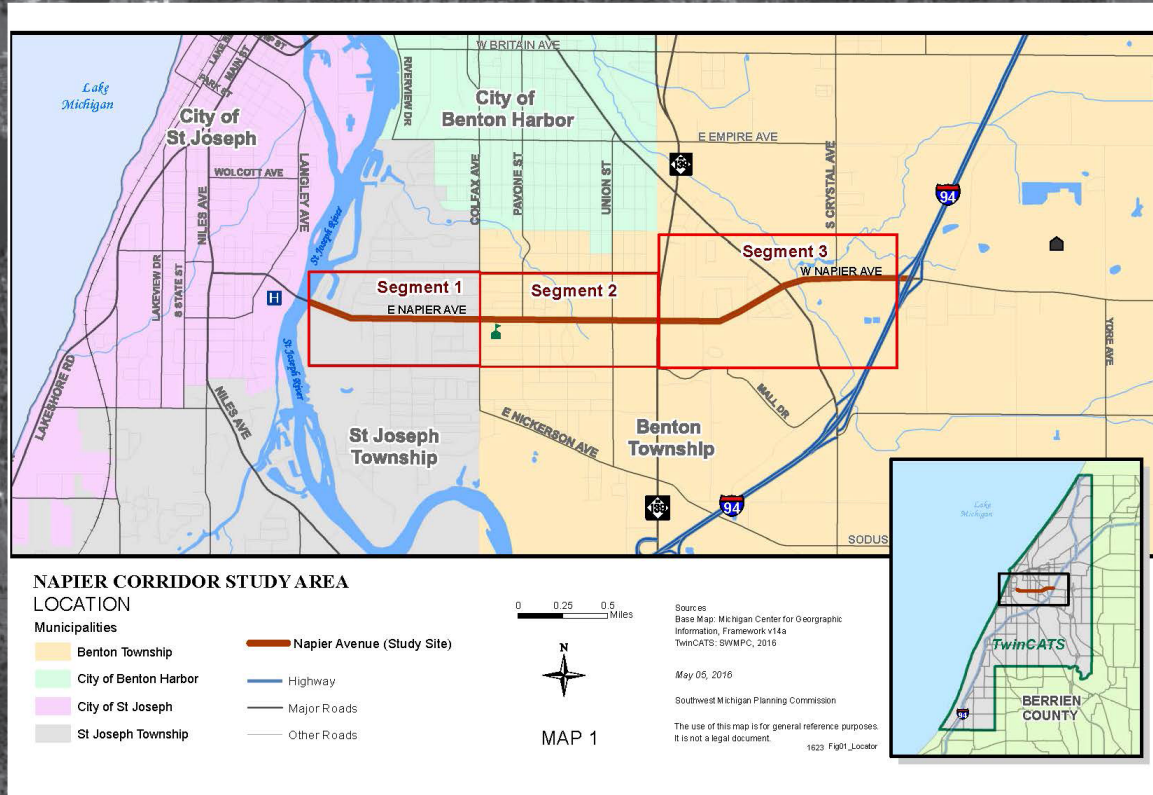 W BRITAIN AVE
MAIN ST
PARK ST
Lake
Michigan
City of
St Joseph
RIVERVIEW DR
City of
Benton Harbor
E EMPIRE AVE
139
WOLCOTT AVE
LANGLEY AVE
NILES AVE
COLFAX AVE
PAVONE ST
UNION ST
S CRYSTAL AVE
94
St Joseph River
LAKEVIEW DR
S STATE ST
H
Segment 1
E NAPIER AVE
Segment 2
Segment 3
W NAPIER AVE
YORE AVE
St Joseph River
LAKESHORE RD
NILES AVE
MALL DR
St Joseph
Township
E NICKERSON AVE
Benton
Township
139
94
SODUS
NAPIER CORRIDOR STUDY AREA
LOCATION
Municipalities
Benton Township
City of Benton Harbor
City of St Joseph
St Joseph Township
Napier Avenue (Study Site)
Highway
Major Roads
Other Roads
0 0.25 0.5
Miles
N
MAP 1
Sources
Base Map: Michigan Center for Georgraphic
Information, Framework v14a
TwinCATS: SWMPC, 2016
May 05, 2016
Southwest Michigan Planning Commission
The use of this map is for general reference purposes.
It is not a legal document.
1623 Fig01_Locator
Lake
Michigan
TwinCATS
BERRIEN
COUNTY
94